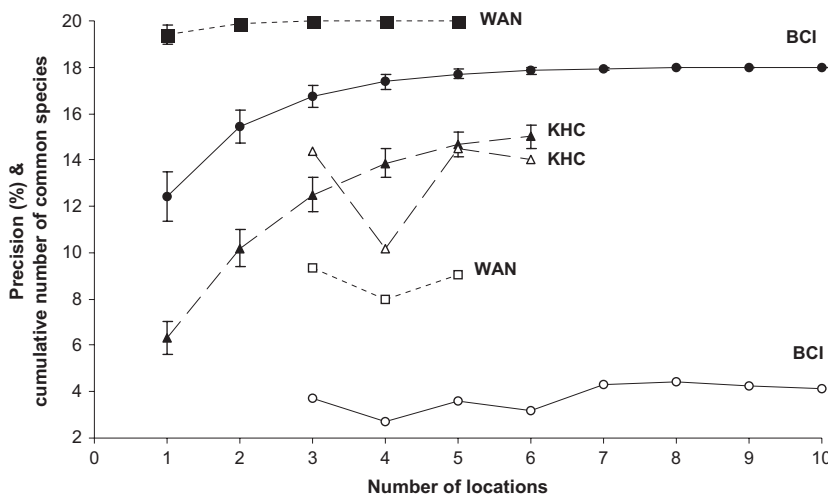 Precision (%) &
cumulative number of common species
20
18
16
14
12
10
8
6
4
2
WAN
BCI
KHC
KHC
WAN
BCI
0
1
2
3
4
5
6
7
8
9
10
Number of locations